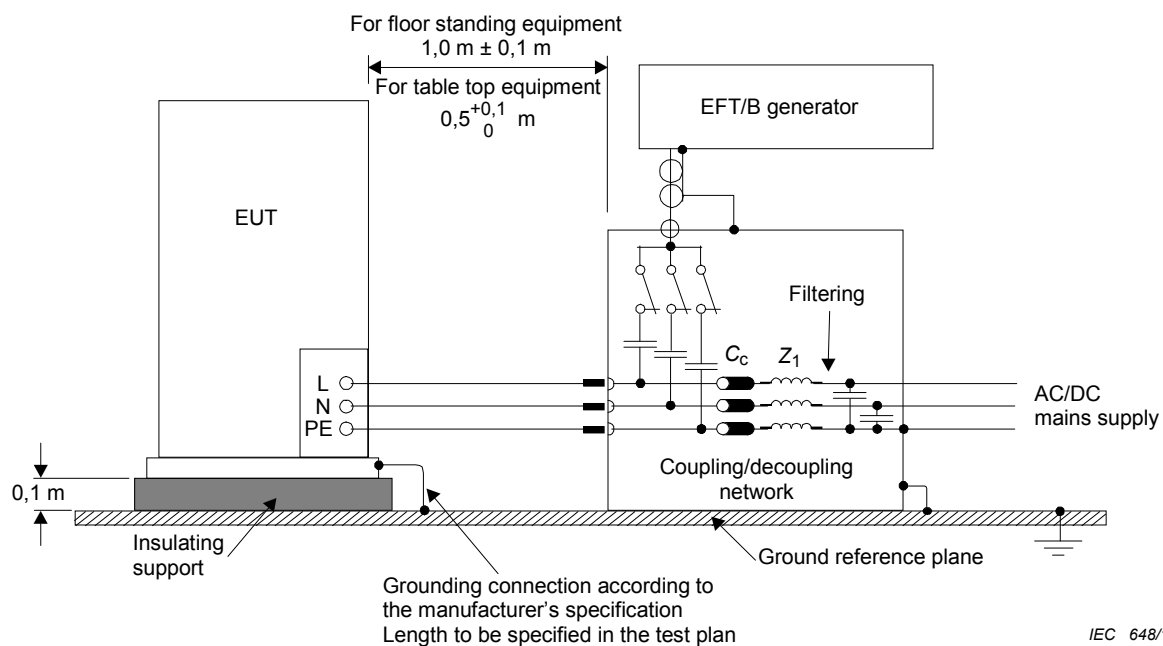 For floor standing equipment
1,0 m ± 0,1 m
For table top equipment
0,5 +0,1 0 m
EFT/B generator
EUT
Filtering
Cc
Z1
L
N
PE
AC/DC
mains supply
Coupling/decoupling
network
0,1 m
Insulating
support
Ground reference plane
Grounding connection according to
the manufacturer's specification
Length to be specified in the test plan
IEC 648/